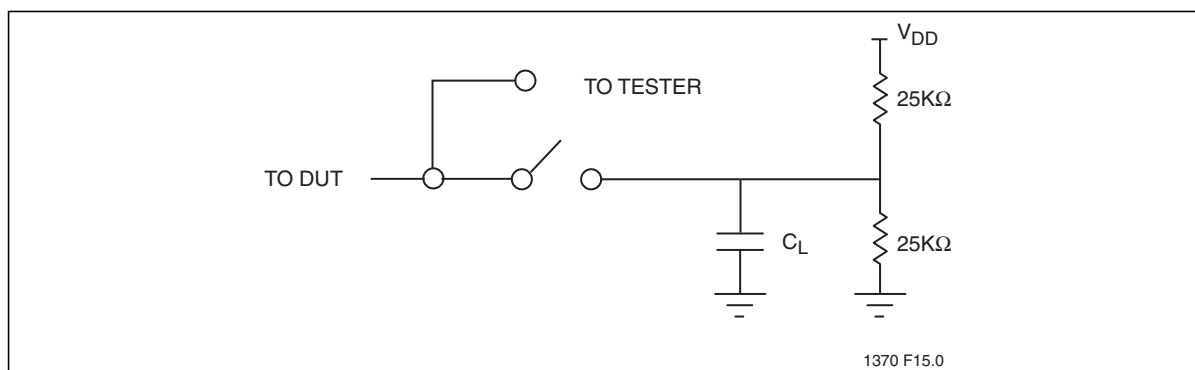 VDD
TO TESTER
25KΩ
TO DUT
CL
25KΩ
1370 F15.0